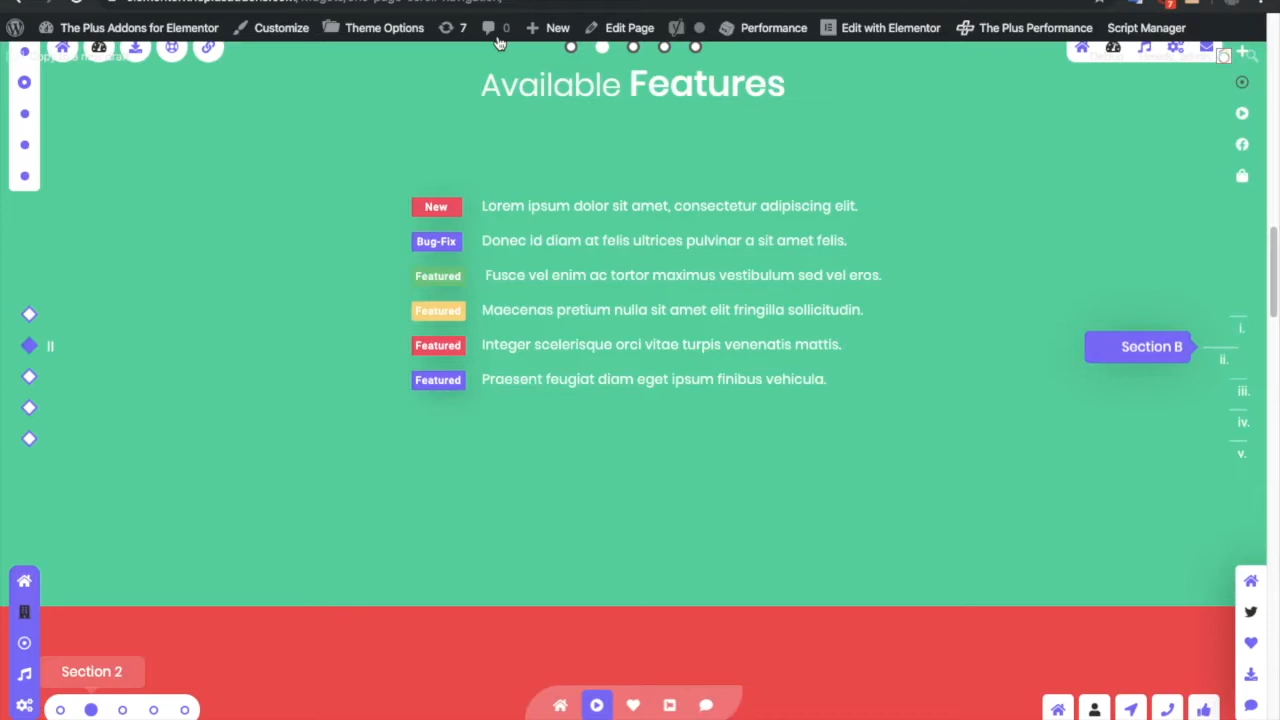 The Plus Addons for Elementor Customize Theme Options 7 0 New Edit Page Performance Edit with Elementor The Plus Performance Script Manager
7
Available Features
New Lorem ipsum dolor sit amet, consectetur adipiscing elit.
Bug-Fix Donec id diam at felis ultrices pulvinar a sit amet felis.
Featured Fusce vel enim ac tortor maximus vestibulum sed vel eros.
Featured Maecenas pretium nulla sit amet elit fringilla sollicitudin.
Featured Integer scelerisque orci vitae turpis venenatis mattis.
Featured Praesent feugiat diam eget ipsum finibus vehicula.
II
i.
Section B
ii.
iii.
iv.
v.
Section 2